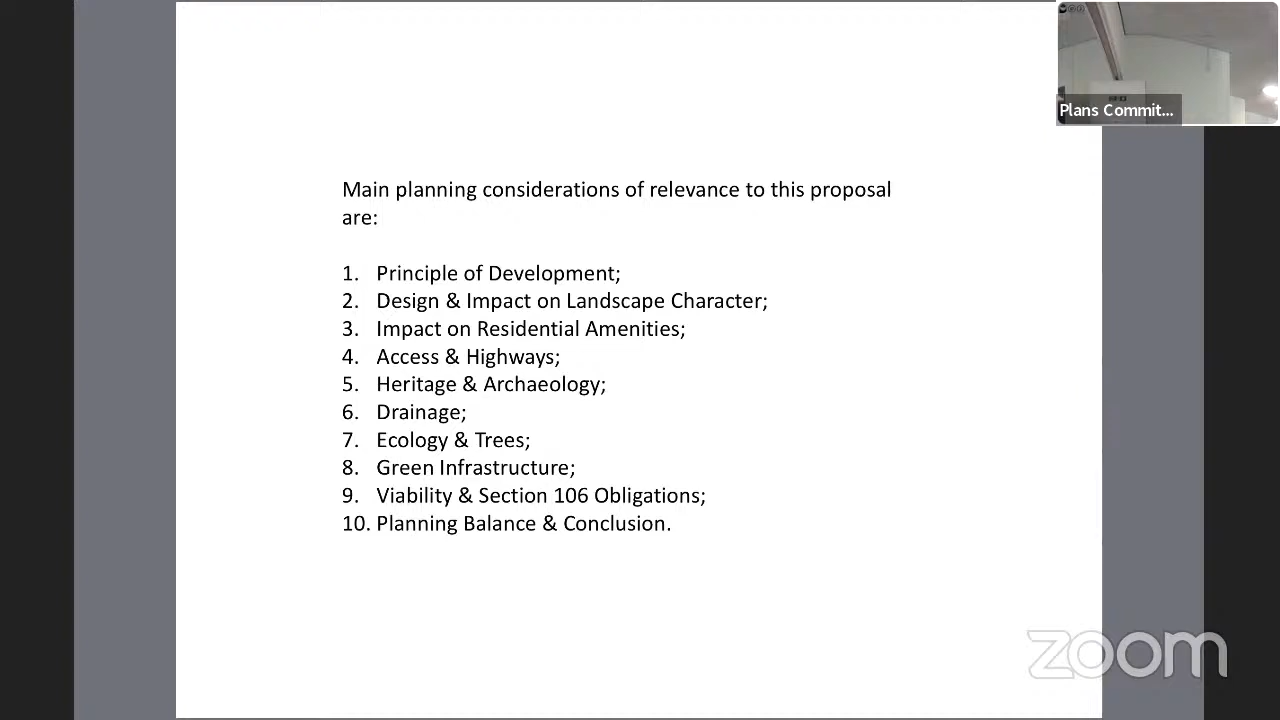 Plans Commit...
Main planning considerations of relevance to this proposal
are:
1. Principle of Development;
2. Design & Impact on Landscape Character;
3. Impact on Residential Amenities;
4. Access & Highways;
5. Heritage & Archaeology;
6. Drainage;
7. Ecology & Trees;
8. Green Infrastructure;
9. Viability & Section 106 Obligations;
10. Planning Balance & Conclusion.
zoom